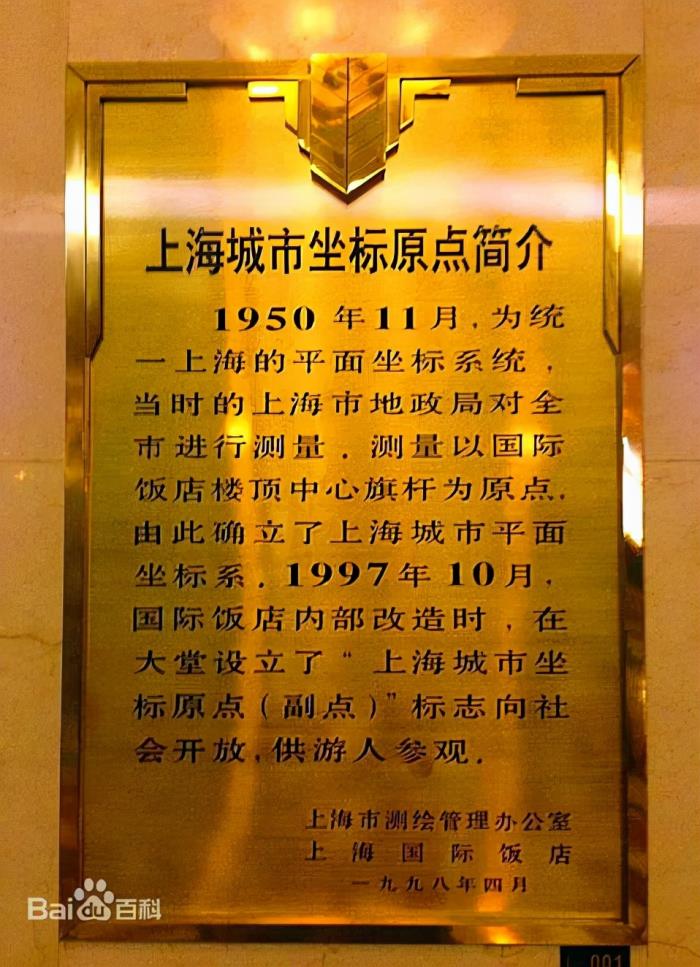 上海城市坐标原点简介
1950年11月,为统
一上海的平面坐标系统,
当时的上海市地政局对全
市进行测量.测量以国际
饭店楼顶中心旗杆为原点,
由此确立了上海城市平面
坐标系.1997年10月,
国际饭店内部改造时,在
大堂设立了“上海城市坐
标原点(副点)”标志向社
会开放,供游人参观.
上海市测绘管理办公室
上海国际饭店
一九九八年四月
Baidu百科
001